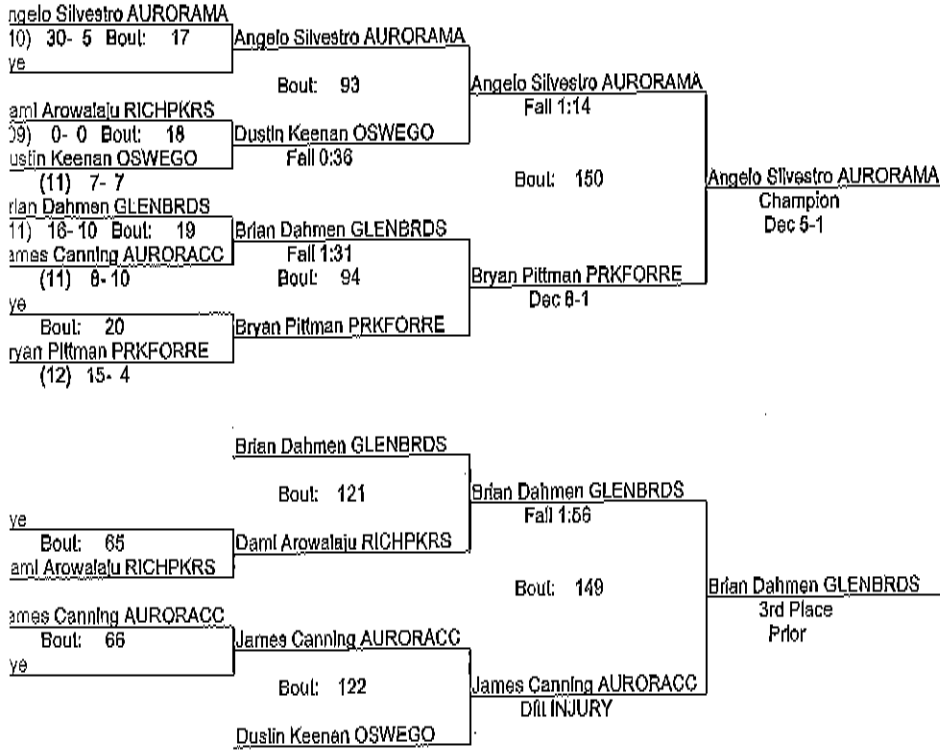 ngelo Silvestro AURORAMA
10) 30- 5 Bout: 17
ye
Angelo Silvestro AURORAMA
Bout: 93
Angelo Silvestro AURORAMA
Fall 1:14
ami Arowalaju RICHPKRS
09) 0- 0 Bout: 18
ustin Keenan OSWEGO
(11) 7- 7
Dustin Keenan OSWEGO
Fall 0:36
Bout: 150
Angelo Silvestro AURORAMA
Champion
Dec 5-1
rian Dahmen GLENBRDS
11) 16- 10 Bout: 19
ames Canning AURORACC
(11) 8- 10
Brian Dahmen GLENBRDS
Fall 1:31
Bout: 94
Bryan Pittman PRKFORRE
Dec 8-1
ye
Bout: 20
ryan Pittman PRKFORRE
(12) 15- 4
Bryan Pittman PRKFORRE
Brian Dahmen GLENBRDS
Bout: 121
Brian Dahmen GLENBRDS
Fall 1:56
ye
Bout: 65
ami Arowalaju RICHPKRS
Dami Arowalaju RICHPKRS
Bout: 149
Brian Dahmen GLENBRDS
3rd Place
Prior
ames Canning AURORACC
Bout: 66
ye
James Canning AURORACC
Bout: 122
James Canning AURORACC
Dflt INJURY
Dustin Keenan OSWEGO